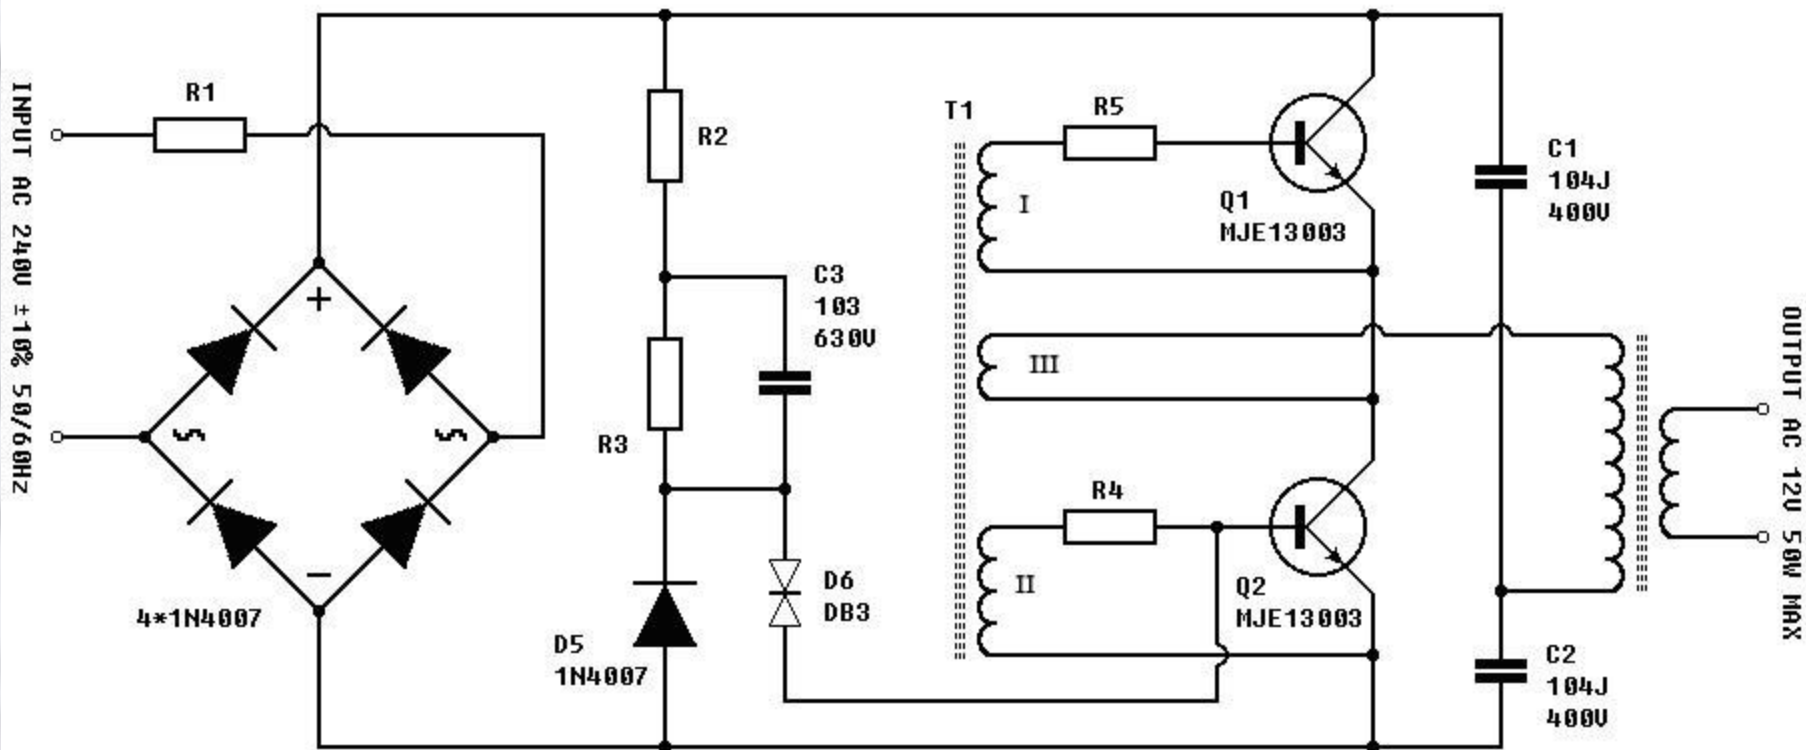 INPUT AC 240V ±10% 50/60Hz
R1
+
−
4*1N4007
R2
R3
C3
103
630V
D5
1N4007
D6
DB3
T1
I
III
II
R5
Q1
MJE13003
R4
Q2
MJE13003
C1
104J
400V
C2
104J
400V
OUTPUT AC 12V 50W MAX